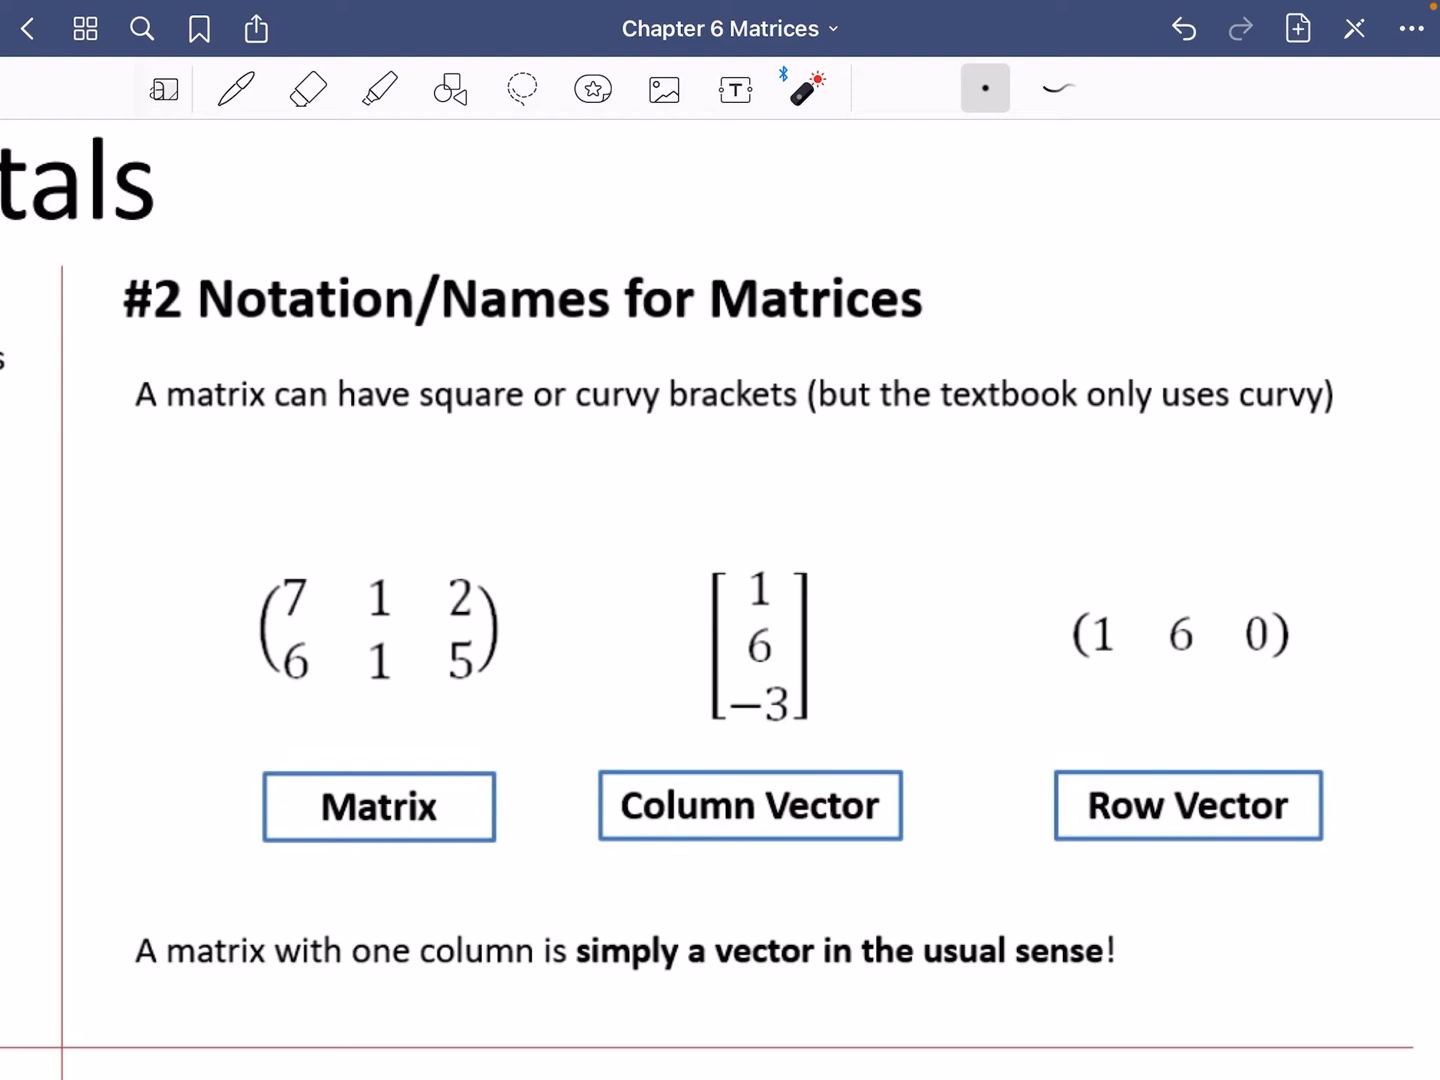 Chapter 6 Matrices
tals
#2 Notation/Names for Matrices
s
A matrix can have square or curvy brackets (but the textbook only uses curvy)
(7 1 2
6 1 5)
[1
6
−3]
(1 6 0)
Matrix
Column Vector
Row Vector
A matrix with one column is simply a vector in the usual sense!